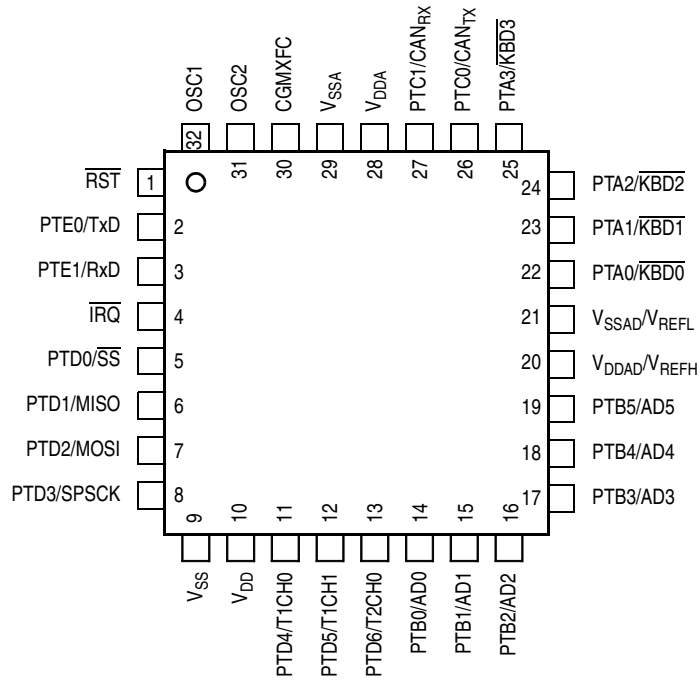 OSC1
OSC2
CGMXFC
VSSA
VDDA
PTC1/CANRX
PTC0/CANTX
PTA3/KBD3
32
31
30
29
28
27
26
25
RST
1
PTE0/TxD
2
PTE1/RxD
3
IRQ
4
PTD0/SS
5
PTD1/MISO
6
PTD2/MOSI
7
PTD3/SPSCK
8
24
PTA2/KBD2
23
PTA1/KBD1
22
PTA0/KBD0
21
VSSAD/VREFL
20
VDDAD/VREFH
19
PTB5/AD5
18
PTB4/AD4
17
PTB3/AD3
9
10
11
12
13
14
15
16
VSS
VDD
PTD4/T1CH0
PTD5/T1CH1
PTD6/T2CH0
PTB0/AD0
PTB1/AD1
PTB2/AD2